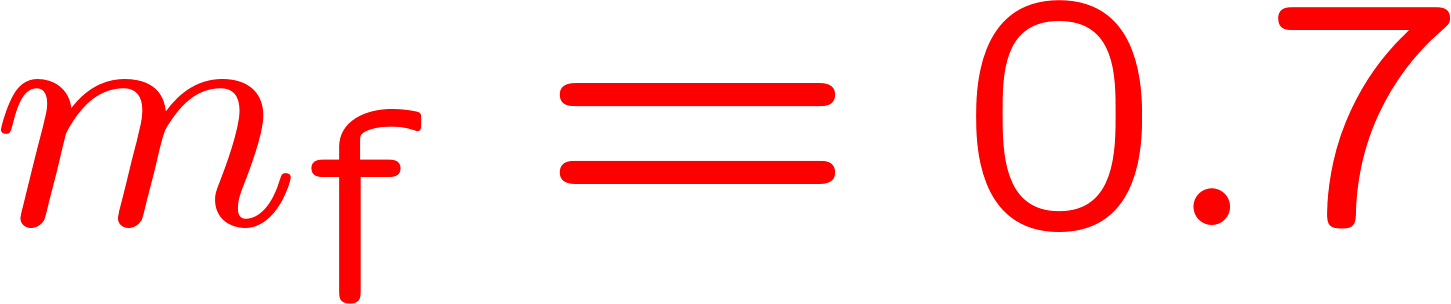 m_f = 0.7